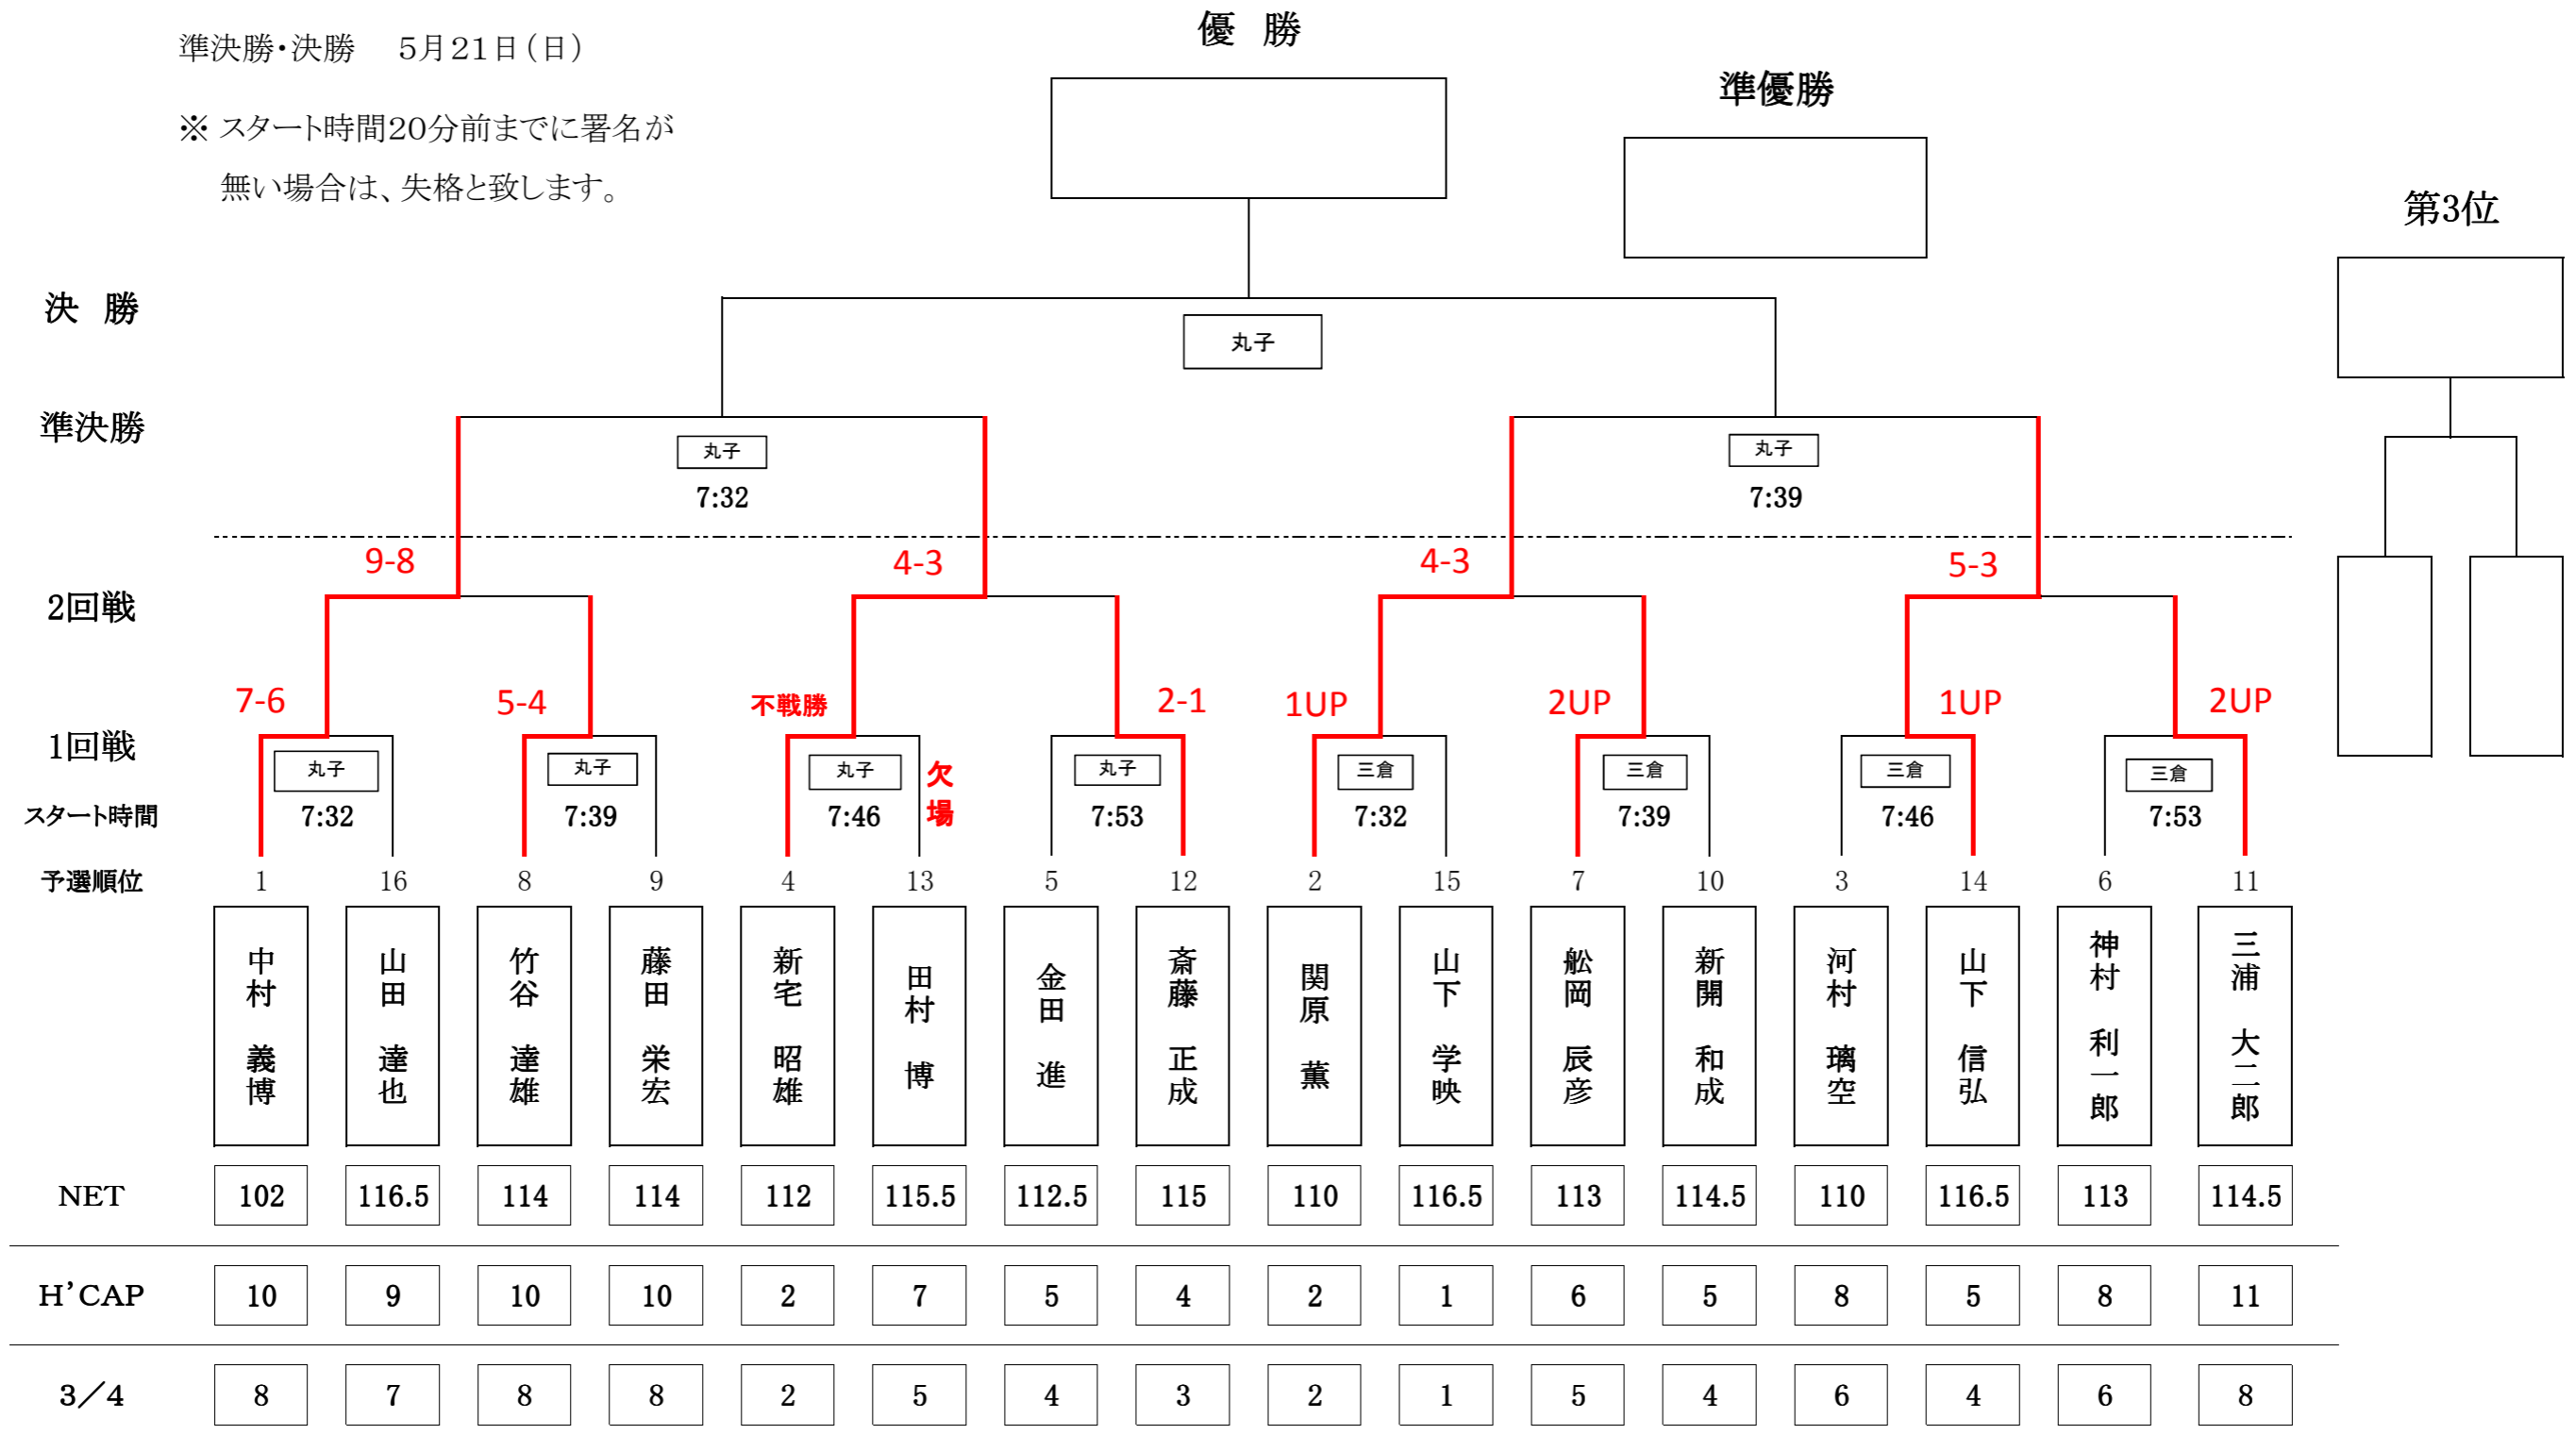 優　勝
準決勝・決勝　5月21日（日）
準優勝
※ スタート時間20分前までに署名が
無い場合は、失格と致します。
第3位
決　勝
丸子
準決勝
丸子 丸子
7:32 7:39
9-8 4-3 4-3 5-3
2回戦
7-6 5-4 不戦勝 2-1 1UP 2UP 1UP 2UP
1回戦
丸子 丸子 丸子 欠場 丸子 三倉 三倉 三倉 三倉
スタート時間 7:32 7:39 7:46 7:53 7:32 7:39 7:46 7:53
予選順位 1 16 8 9 4 13 5 12 2 15 7 10 3 14 6 11
中村　義博
山田　達也
竹谷　達雄
藤田　栄宏
新宅　昭雄
田村　博
金田　進
斎藤　正成
関原　薫
山下　学映
舩岡　辰彦
新開　和成
河村　璃空
山下　信弘
神村　利一郎
三浦　大二郎
NET 102 116.5 114 114 112 115.5 112.5 115 110 116.5 113 114.5 110 116.5 113 114.5
H’CAP 10 9 10 10 2 7 5 4 2 1 6 5 8 5 8 11
3／4 8 7 8 8 2 5 4 3 2 1 5 4 6 4 6 8